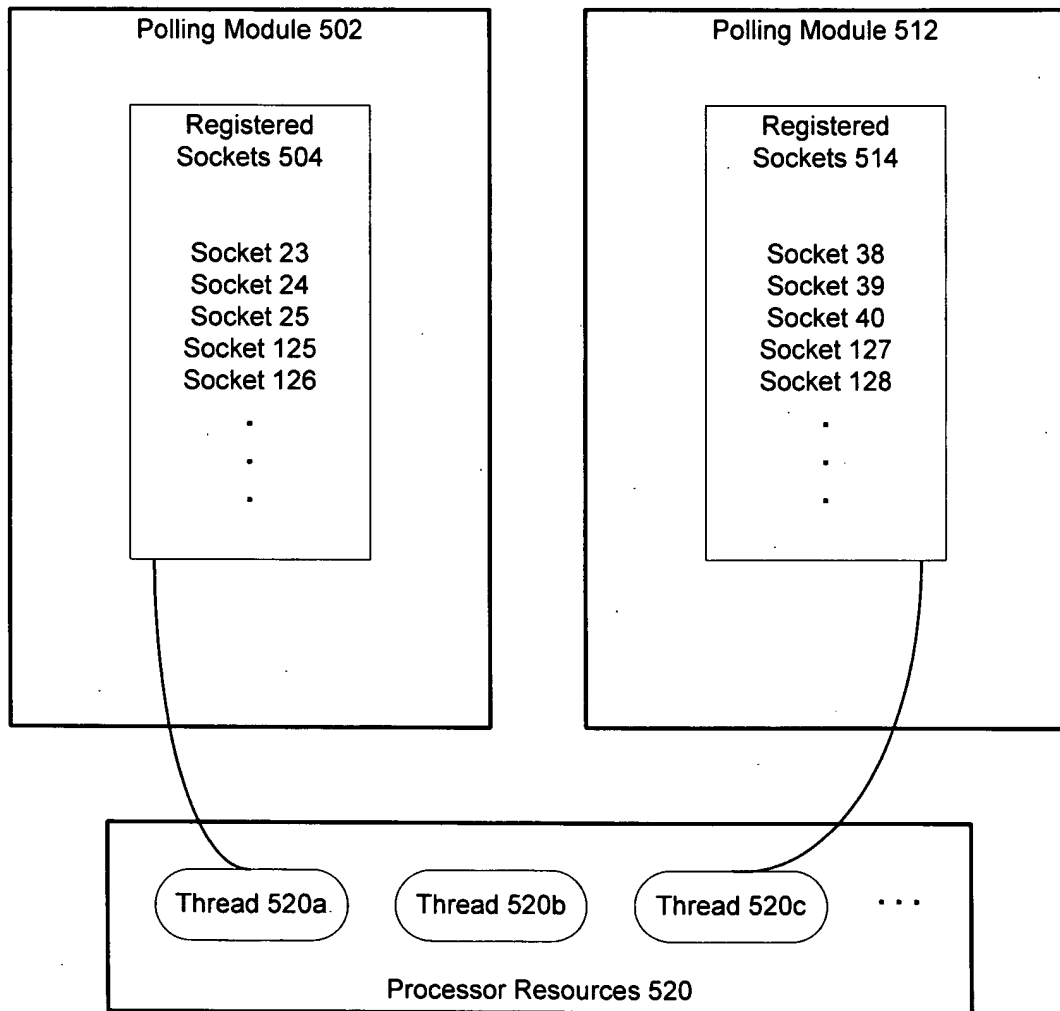 Polling Module 502
Registered
Sockets 504
Socket 23
Socket 24
Socket 25
Socket 125
Socket 126
.
.
.
Polling Module 512
Registered
Sockets 514
Socket 38
Socket 39
Socket 40
Socket 127
Socket 128
.
.
.
Thread 520a
Thread 520b
Thread 520c
. . .
Processor Resources 520